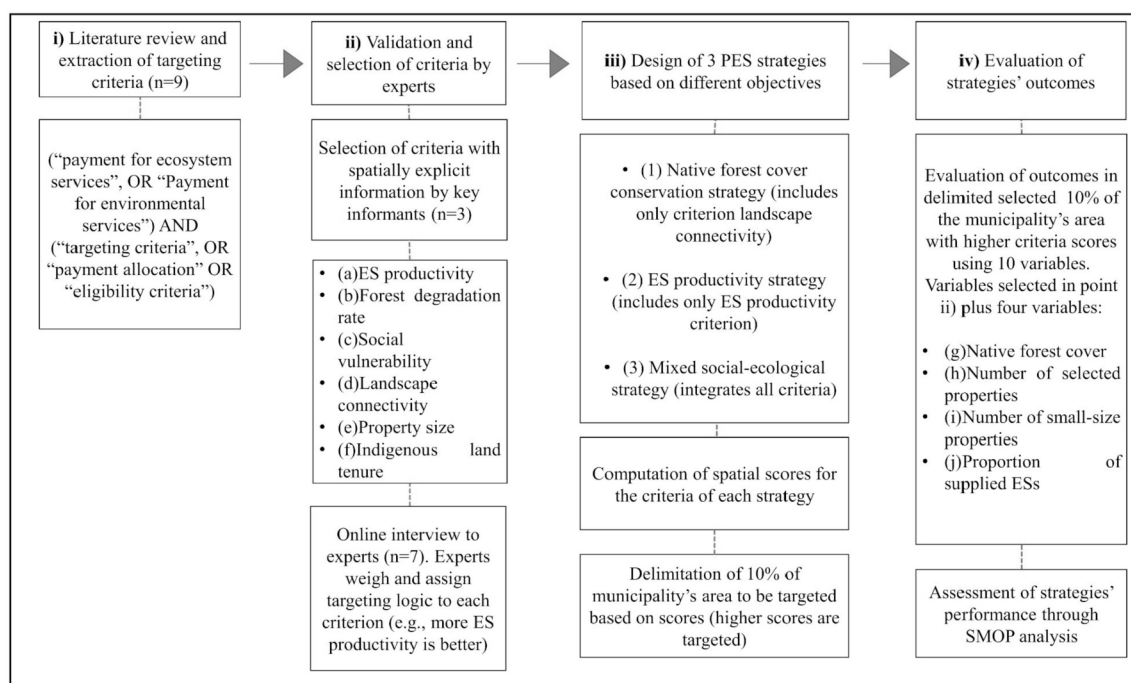 i) Literature review and
extraction of targeting
criteria (n=9)
(“payment for ecosystem
services”, OR “Payment
for environmental
services”) AND
(“targeting criteria”, OR
“payment allocation” OR
“eligibility criteria”)
ii) Validation and
selection of criteria by
experts
Selection of criteria with
spatially explicit
information by key
informants (n=3)
• (a)ES productivity
• (b)Forest degradation
rate
• (c)Social
vulnerability
• (d)Landscape
connectivity
• (e)Property size
• (f)Indigenous land
tenure
Online interview to
experts (n=7). Experts
weigh and assign
targeting logic to each
criterion (e.g., more ES
productivity is better)
iii) Design of 3 PES strategies
based on different objectives
• (1) Native forest cover
conservation strategy (includes
only criterion landscape
connectivity)
• (2) ES productivity strategy
(includes only ES productivity
criterion)
• (3) Mixed social-ecological
strategy (integrates all criteria)
Computation of spatial scores for
the criteria of each strategy
Delimitation of 10% of
municipality’s area to be targeted
based on scores (higher scores are
targeted)
iv) Evaluation of
strategies’ outcomes
Evaluation of outcomes in
delimited selected 10% of
the municipality’s area
with higher criteria scores
using 10 variables.
Variables selected in point
ii) plus four variables:
• (g)Native forest cover
• (h)Number of selected
properties
• (i)Number of small-size
properties
• (j)Proportion of
supplied ESs
Assessment of strategies’
performance through
SMOP analysis